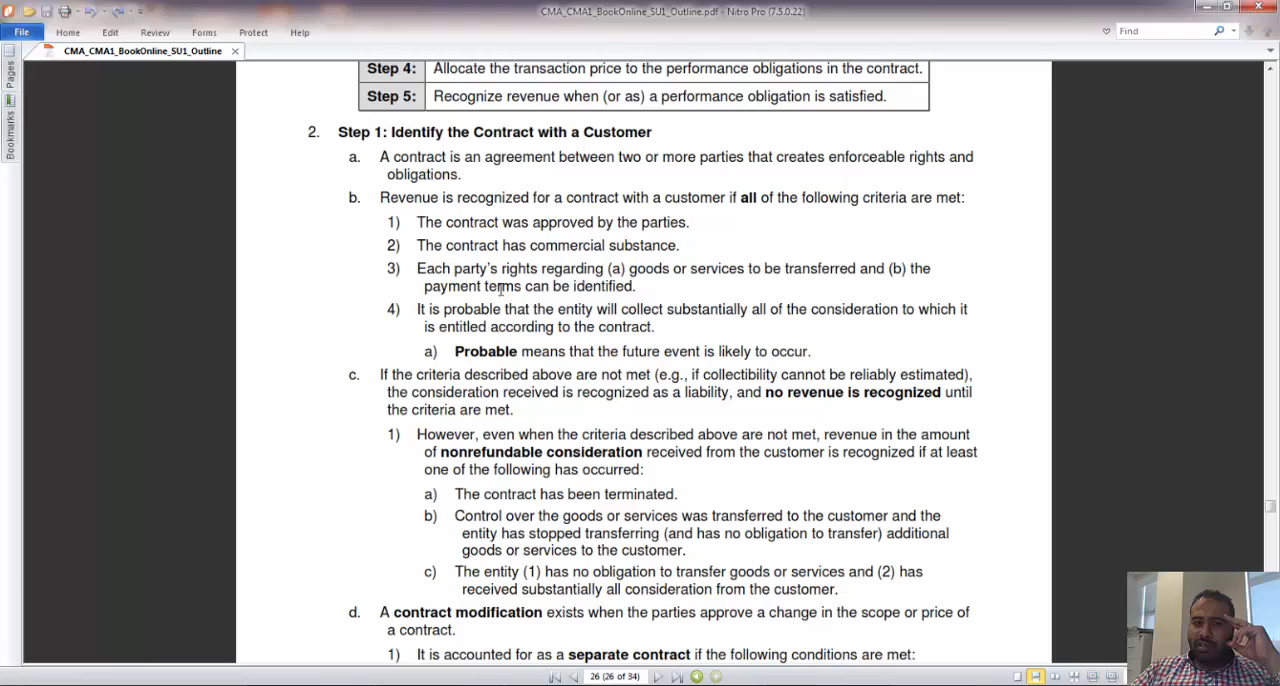 CMA_CMA1_BookOnline_SU1_Outline.pdf - Nitro Pro (7.5.0.22)
File Home Edit Review Forms Protect Help Find
CMA_CMA1_BookOnline_SU1_Outline
Pages
Bookmarks
Step 4: Allocate the transaction price to the performance obligations in the contract.
Step 5: Recognize revenue when (or as) a performance obligation is satisfied.
2. Step 1: Identify the Contract with a Customer
a. A contract is an agreement between two or more parties that creates enforceable rights and
obligations.
b. Revenue is recognized for a contract with a customer if all of the following criteria are met:
1) The contract was approved by the parties.
2) The contract has commercial substance.
3) Each party's rights regarding (a) goods or services to be transferred and (b) the
payment terms can be identified.
4) It is probable that the entity will collect substantially all of the consideration to which it
is entitled according to the contract.
a) Probable means that the future event is likely to occur.
c. If the criteria described above are not met (e.g., if collectibility cannot be reliably estimated),
the consideration received is recognized as a liability, and no revenue is recognized until
the criteria are met.
1) However, even when the criteria described above are not met, revenue in the amount
of nonrefundable consideration received from the customer is recognized if at least
one of the following has occurred:
a) The contract has been terminated.
b) Control over the goods or services was transferred to the customer and the
entity has stopped transferring (and has no obligation to transfer) additional
goods or services to the customer.
c) The entity (1) has no obligation to transfer goods or services and (2) has
received substantially all consideration from the customer.
d. A contract modification exists when the parties approve a change in the scope or price of
a contract.
1) It is accounted for as a separate contract if the following conditions are met:
26 (26 of 34)